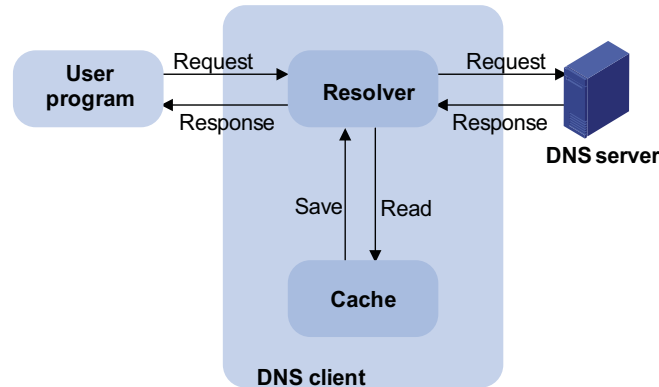 User
program
Request
Response
Resolver
Request
Response
DNS server
Save
Read
Cache
DNS client